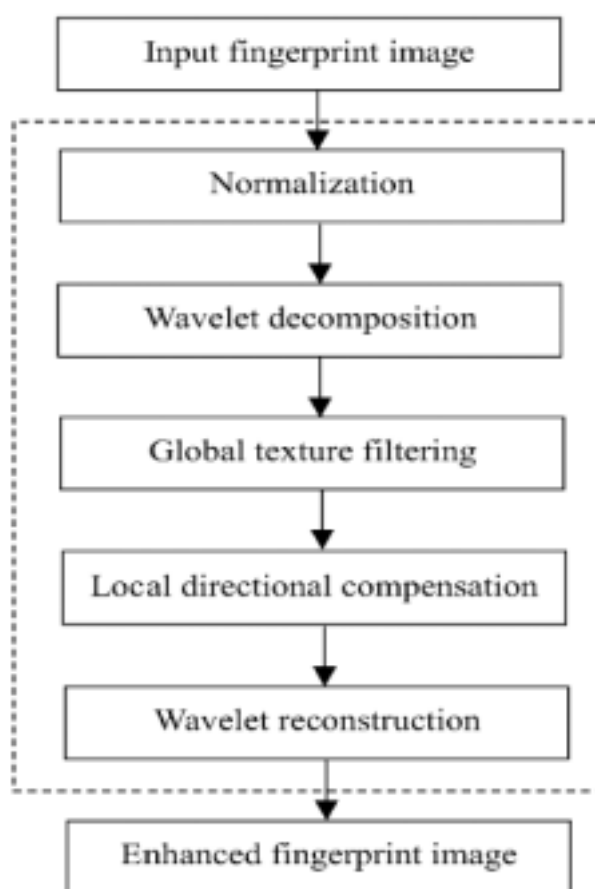 Input fingerprint image
Normalization
Wavelet decomposition
Global texture filtering
Local directional compensation
Wavelet reconstruction
Enhanced fingerprint image